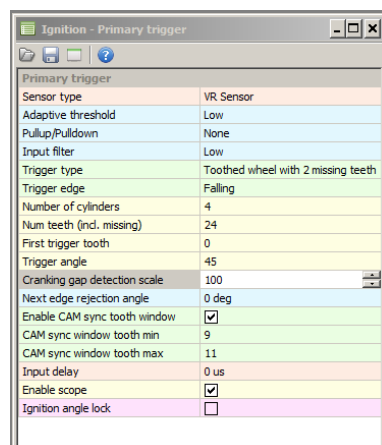 Ignition - Primary trigger
Primary trigger
Sensor type VR Sensor
Adaptive threshold Low
Pullup/Pulldown None
Input filter Low
Trigger type Toothed wheel with 2 missing teeth
Trigger edge Falling
Number of cylinders 4
Num teeth (incl. missing) 24
First trigger tooth 0
Trigger angle 45
Cranking gap detection scale 100
Next edge rejection angle 0 deg
Enable CAM sync tooth window
CAM sync window tooth min 9
CAM sync window tooth max 11
Input delay 0 us
Enable scope
Ignition angle lock